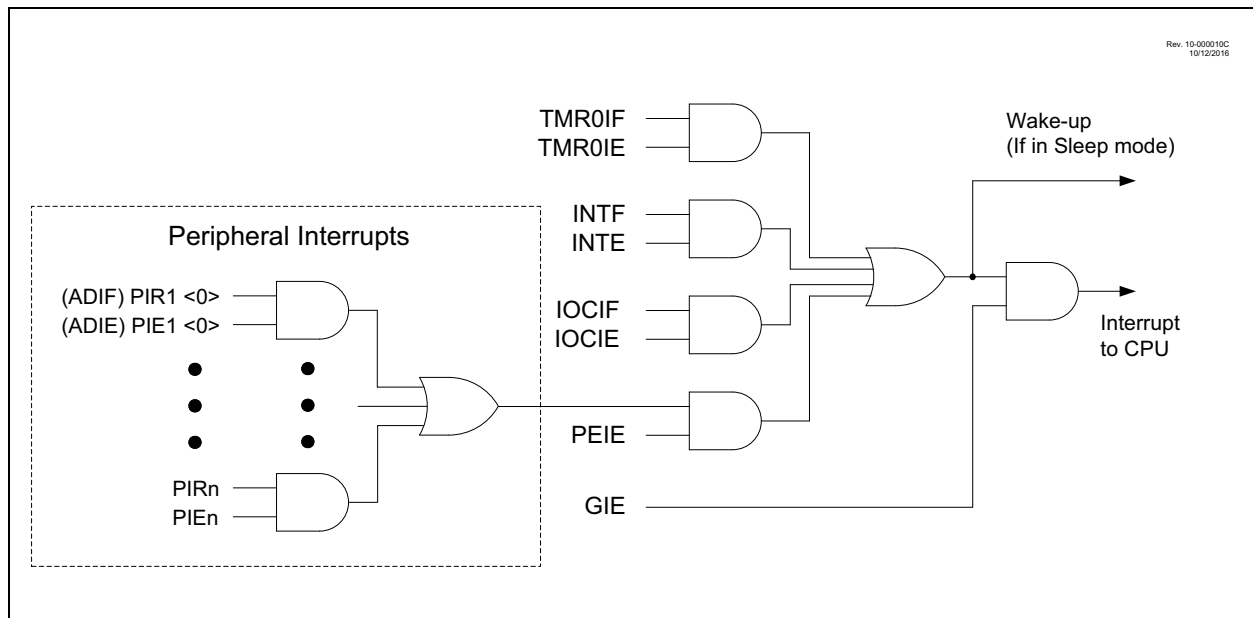 Rev. 10-000010C
10/12/2016
TMR0IF
TMR0IE
Wake-up
(If in Sleep mode)
INTF
INTE
Peripheral Interrupts
(ADIF) PIR1 <0>
(ADIE) PIE1 <0>
IOCIF
IOCIE
Interrupt
to CPU
PEIE
PIRn
PIEn
GIE